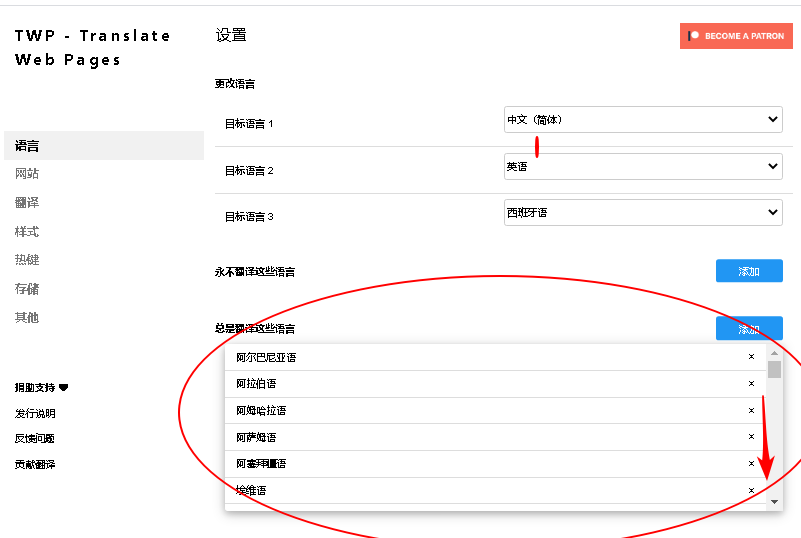 TWP - Translate
Web Pages
设置
BECOME A PATRON
更改语言
目标语言 1
中文（简体）
语言
网站
目标语言 2
英语
翻译
目标语言 3
西班牙语
样式
热健
永不翻译这些语言
添加
存储
其他
总是翻译这些语言
添加
阿尔巴尼亚语 ×
阿拉伯语 ×
捐助支持 ♥
发行说明
阿姆哈拉语 ×
反馈问题
阿萨姆语 ×
贡献翻译
阿塞拜疆语 ×
埃维语 ×